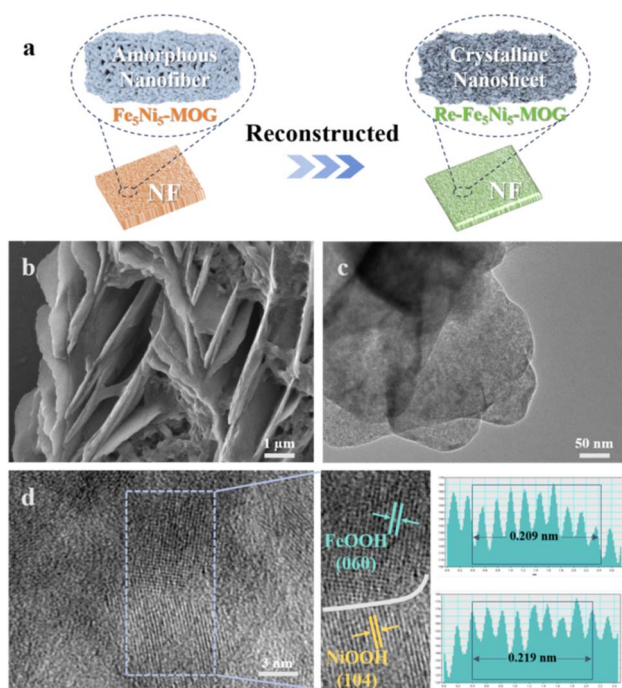 a
Amorphous
Nanofiber
Fe₅Ni₅-MOG
NF
Reconstructed
Crystalline
Nanosheet
Re-Fe₅Ni₅-MOG
NF
b
1 µm
c
50 nm
d
3 nm
FeOOH
(060)
NiOOH
(104)
0.209 nm
0.219 nm